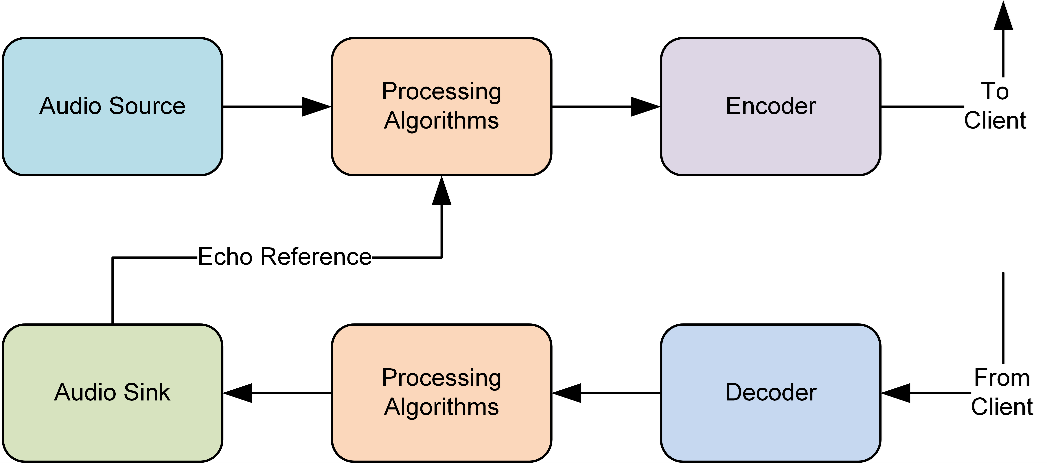 Audio Source
Processing
Algorithms
Encoder
To
Client
Echo Reference
Audio Sink
Processing
Algorithms
Decoder
From
Client